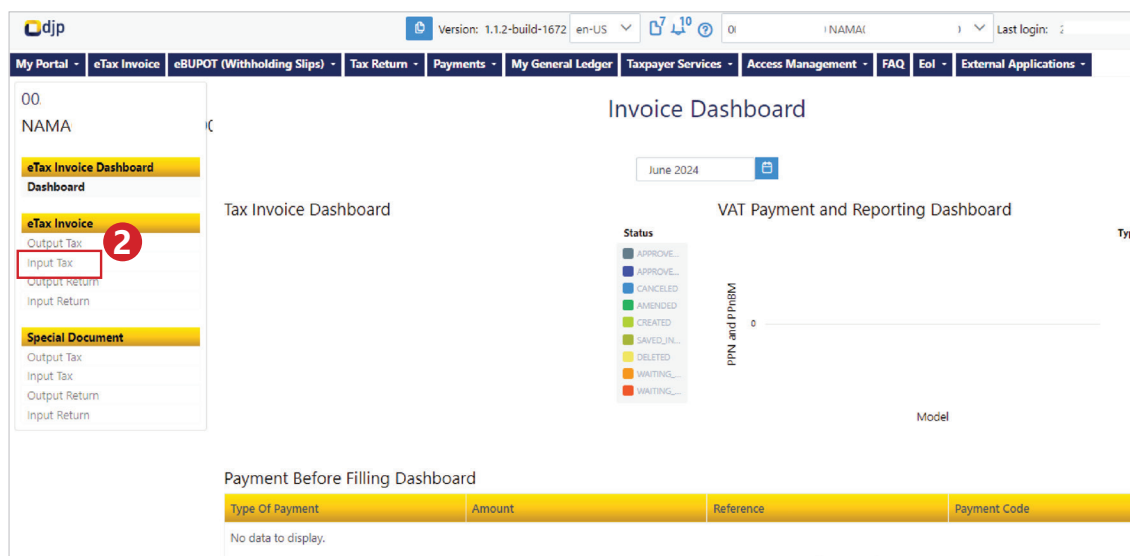 djp
Version: 1.1.2-build-1672 en-US 7 10 NAMA( Last login:
My Portal eTax Invoice eBUPOT (Withholding Slips) Tax Return Payments My General Ledger Taxpayer Services Access Management FAQ EoI External Applications
00
NAMA
Invoice Dashboard
eTax Invoice Dashboard
Dashboard
June 2024
eTax Invoice
Output Tax
2
Input Tax
Output Return
Input Return
Special Document
Output Tax
Input Tax
Output Return
Input Return
Tax Invoice Dashboard
Status
APPROVE...
APPROVE...
CANCELED
AMENDED
CREATED
SAVED_IN...
DELETED
WAITING_...
WAITING_...
VAT Payment and Reporting Dashboard
PPN and PPnBM
0
Model
Payment Before Filling Dashboard
Type Of Payment Amount Reference Payment Code
No data to display.